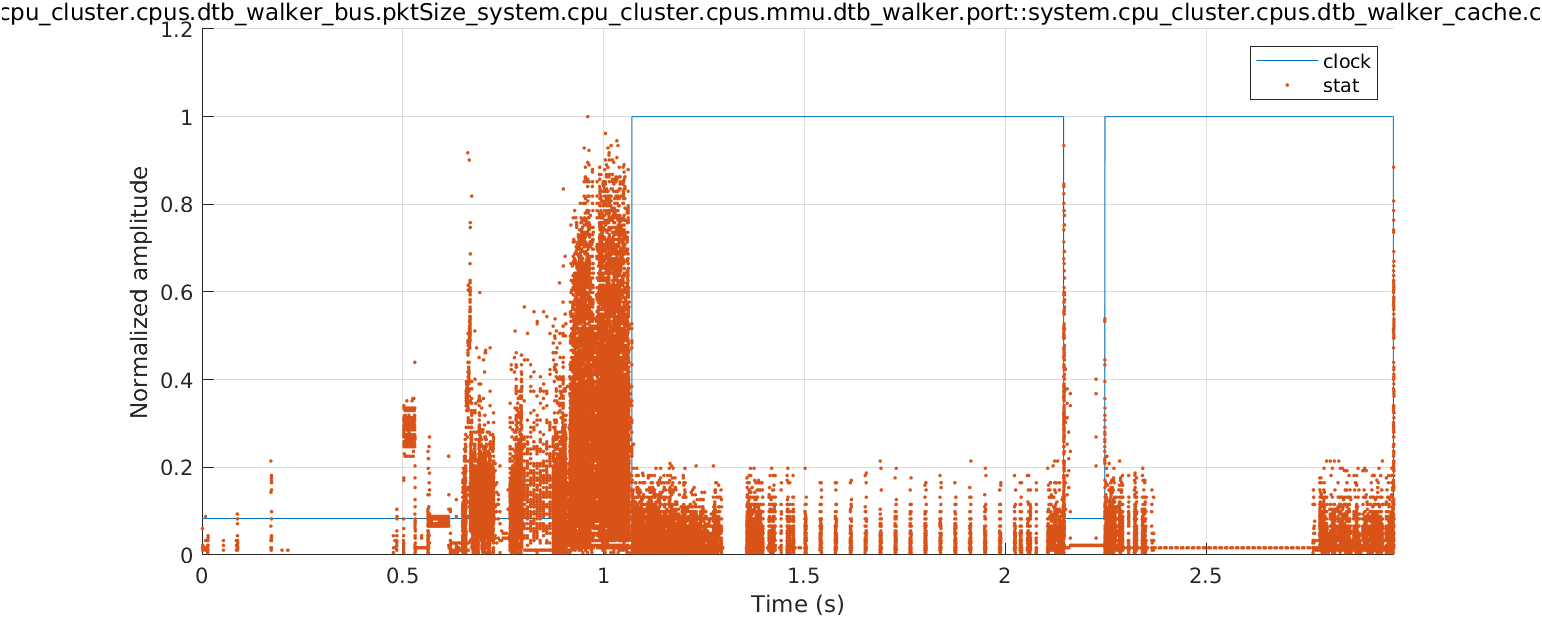 cpu_cluster.cpus.dtb_walker_bus.pktSize_system.cpu_cluster.cpus.mmu.dtb_walker.port::system.cpu_cluster.cpus.dtb_walker_cache.c
1.2
1
0.8
0.6
0.4
0.2
0
Normalized amplitude
clock
stat
0 0.5 1 1.5 2 2.5
Time (s)